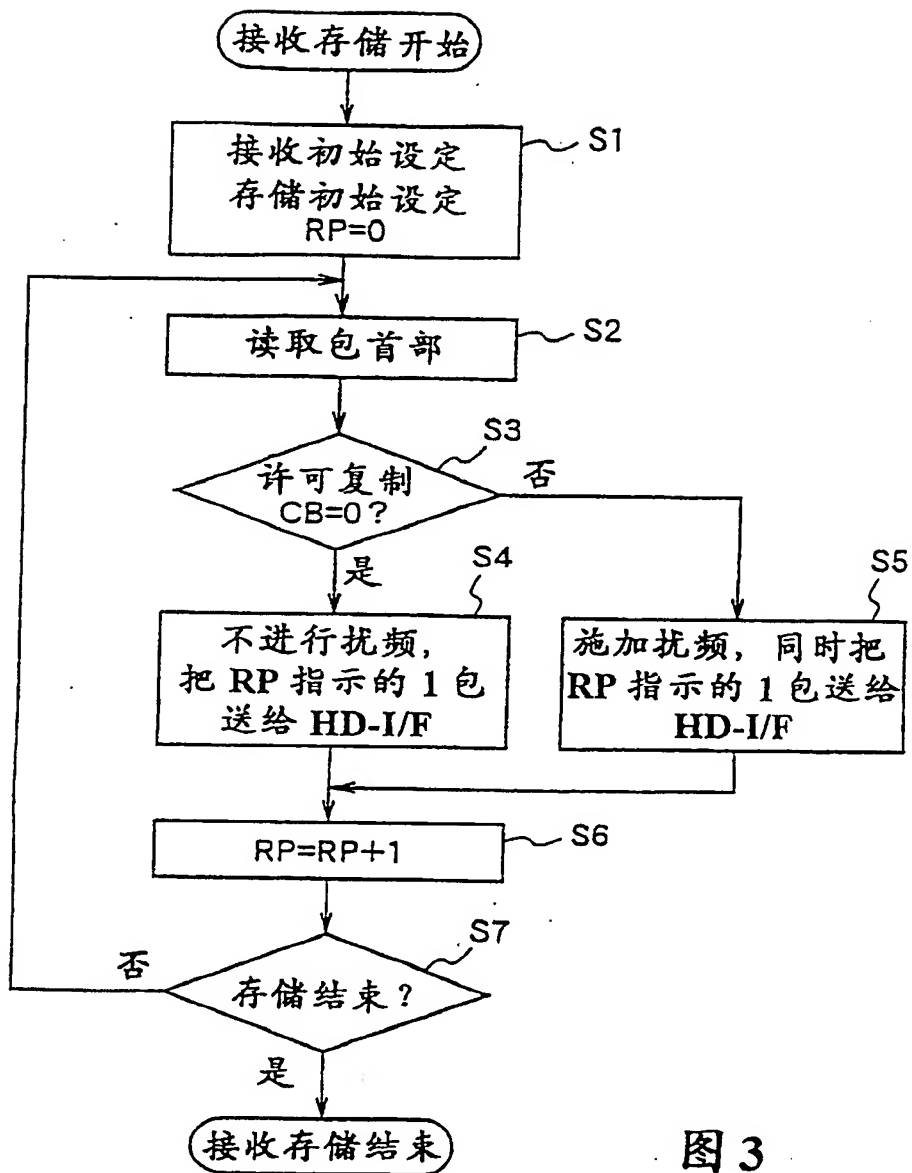 接收存储开始
接收初始设定
存储初始设定
RP=0
S1
读取包首部
S2
S3
许可复制
CB=0?
否
是
S4
不进行扰频,
把 RP 指示的 1 包
送给 HD-I/F
S5
施加扰频, 同时把
RP 指示的 1 包送给
HD-I/F
RP=RP+1
S6
S7
否
存储结束?
是
接收存储结束
图 3